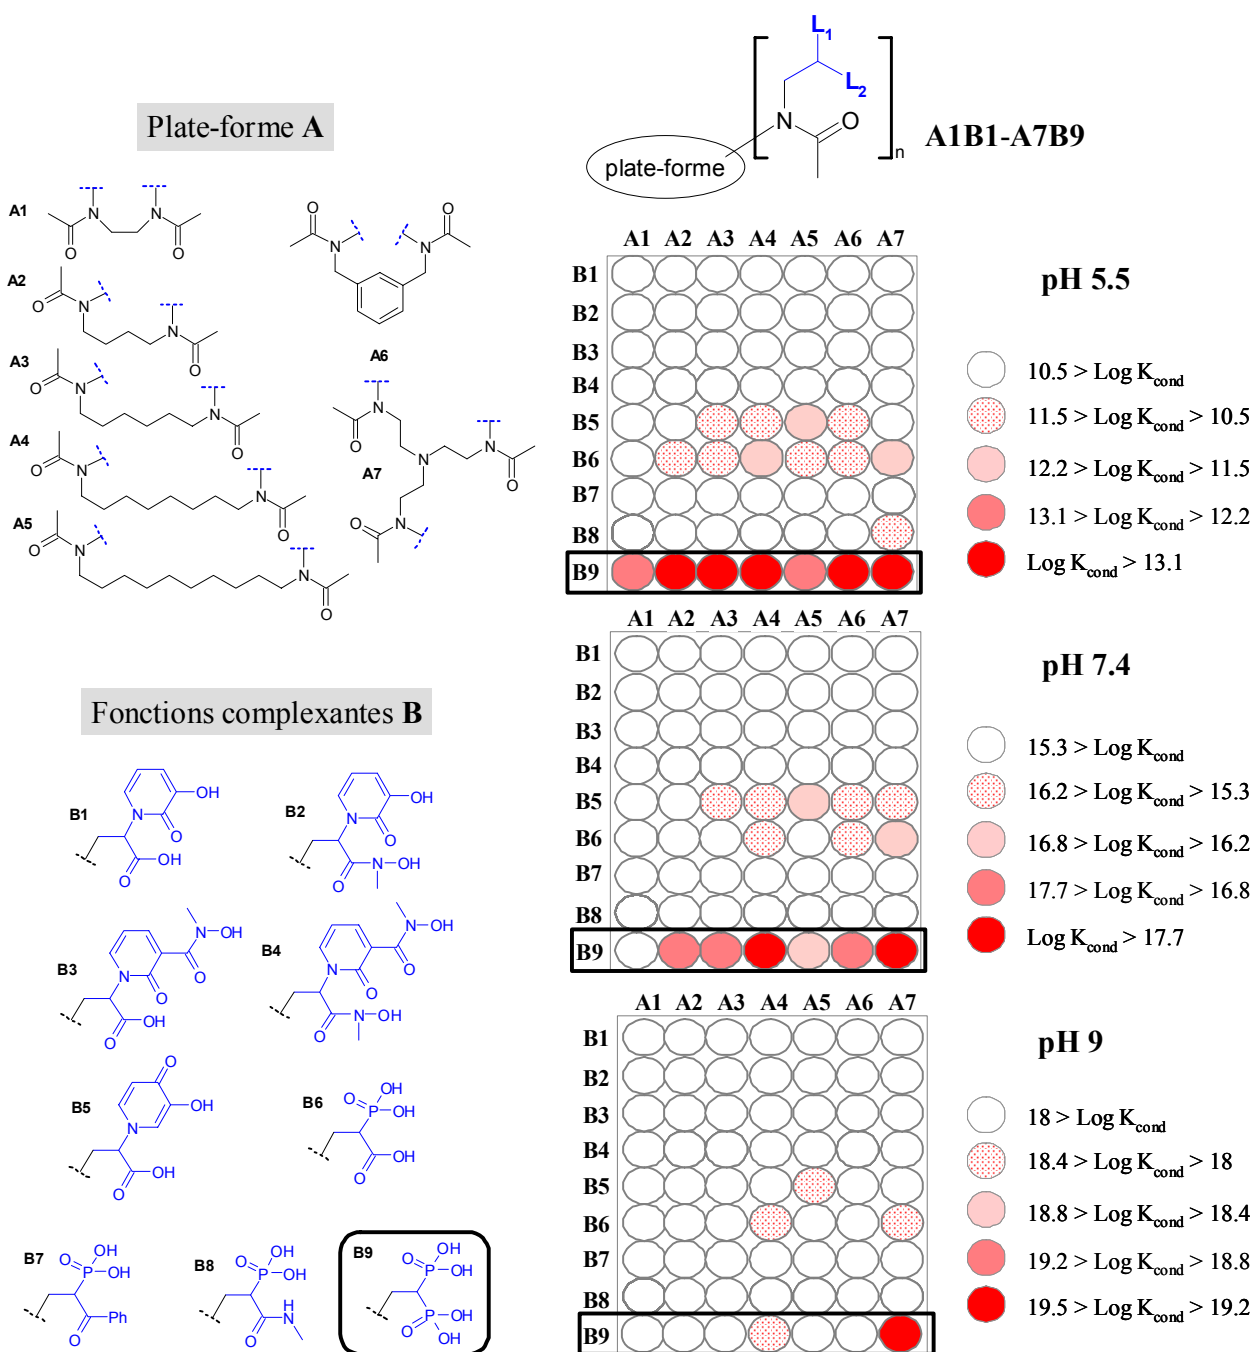 Plate-forme A
A1
A2
A3
A4
A5
A6
A7
Fonctions complexantes B
B1
B2
B3
B4
B5
B6
B7
B8
B9
L1
L2
N
O
n
plate-forme
A1B1-A7B9
A1 A2 A3 A4 A5 A6 A7
B1
B2
B3
B4
B5
B6
B7
B8
B9
pH 5.5
10.5 > Log Kcond
11.5 > Log Kcond > 10.5
12.2 > Log Kcond > 11.5
13.1 > Log Kcond > 12.2
Log Kcond > 13.1
A1 A2 A3 A4 A5 A6 A7
B1
B2
B3
B4
B5
B6
B7
B8
B9
pH 7.4
15.3 > Log Kcond
16.2 > Log Kcond > 15.3
16.8 > Log Kcond > 16.2
17.7 > Log Kcond > 16.8
Log Kcond > 17.7
A1 A2 A3 A4 A5 A6 A7
B1
B2
B3
B4
B5
B6
B7
B8
B9
pH 9
18 > Log Kcond
18.4 > Log Kcond > 18
18.8 > Log Kcond > 18.4
19.2 > Log Kcond > 18.8
19.5 > Log Kcond > 19.2